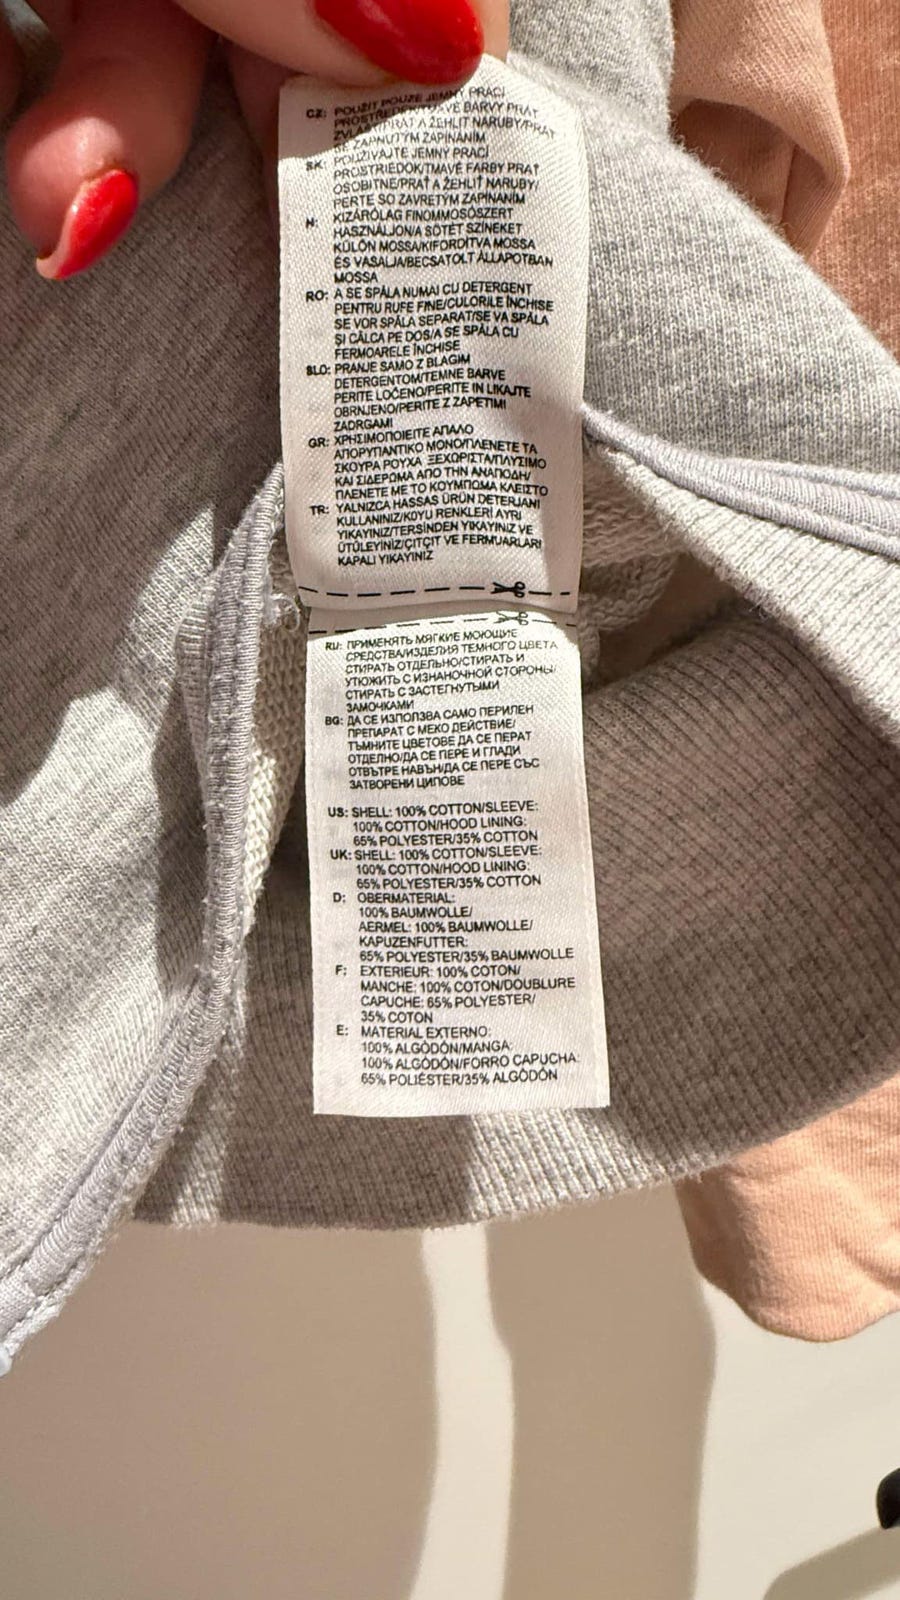 CZ: POUŽÍT POUZE JEMNÝ PRACÍ
PROSTŘEDEK/TMAVÉ BARVY PRÁT
ZVLÁŠŤ/PRÁT A ŽEHLIT NARUBY/PRÁT
SE ZAPNUTÝM ZAPÍNÁNÍM
SK: POUŽÍVAJTE JEMNÝ PRACÍ
PROSTRIEDOK/TMAVÉ FARBY PRAŤ
OSOBITNE/PRAŤ A ŽEHLIŤ NARUBY/
PERTE SO ZAVRETÝM ZAPÍNANÍM
H: KIZÁRÓLAG FINOMMOSÓSZERT
HASZNÁLJON/A SÖTÉT SZÍNEKET
KÜLÖN MOSSA/KIFORDÍTVA MOSSA
ÉS VASALJA/BECSATOLT ÁLLAPOTBAN
MOSSA
RO: A SE SPĂLA NUMAI CU DETERGENT
PENTRU RUFE FINE/CULORILE ÎNCHISE
SE VOR SPĂLA SEPARAT/SE VA SPĂLA
ŞI CĂLCA PE DOS/A SE SPĂLA CU
FERMOARELE ÎNCHISE
SLO: PRANJE SAMO Z BLAGIM
DETERGENTOM/TEMNE BARVE
PERITE LOČENO/PERITE IN LIKAJTE
OBRNJENO/PERITE Z ZAPETIMI
ZADRGAMI
GR: ΧΡΗΣΙΜΟΠΟΙΕΙΤΕ ΑΠΑΛΟ
ΑΠΟΡΥΠΑΝΤΙΚΟ ΜΟΝΟ/ΠΛΕΝΕΤΕ ΤΑ
ΣΚΟΥΡΑ ΡΟΥΧΑ ΞΕΧΩΡΙΣΤΑ/ΠΛΥΣΙΜΟ
ΚΑΙ ΣΙΔΕΡΩΜΑ ΑΠΟ ΤΗΝ ΑΝΑΠΟΔΗ/
ΠΛΕΝΕΤΕ ΜΕ ΤΟ ΚΟΥΜΠΩΜΑ ΚΛΕΙΣΤΟ
TR: YALNIZCA HASSAS ÜRÜN DETERJANI
KULLANINIZ/KOYU RENKLERİ AYRI
YIKAYINIZ/TERSİNDEN YIKAYINIZ VE
ÜTÜLEYİNİZ/ÇITÇIT VE FERMUARLARI
KAPALI YIKAYINIZ
RU: ПРИМЕНЯТЬ МЯГКИЕ МОЮЩИЕ
СРЕДСТВА/ИЗДЕЛИЯ ТЕМНОГО ЦВЕТА
СТИРАТЬ ОТДЕЛЬНО/СТИРАТЬ И
УТЮЖИТЬ С ИЗНАНОЧНОЙ СТОРОНЫ/
СТИРАТЬ С ЗАСТЕГНУТЫМИ
ЗАМОЧКАМИ
BG: ДА СЕ ИЗПОЛЗВА САМО ПЕРИЛЕН
ПРЕПАРАТ С МЕКО ДЕЙСТВИЕ/
ТЪМНИТЕ ЦВЕТОВЕ ДА СЕ ПЕРАТ
ОТДЕЛНО/ДА СЕ ПЕРЕ И ГЛАДИ
ОТВЪТРЕ НАВЪН/ДА СЕ ПЕРЕ СЪС
ЗАТВОРЕНИ ЦИПОВЕ
US: SHELL: 100% COTTON/SLEEVE:
100% COTTON/HOOD LINING:
65% POLYESTER/35% COTTON
UK: SHELL: 100% COTTON/SLEEVE:
100% COTTON/HOOD LINING:
65% POLYESTER/35% COTTON
D: OBERMATERIAL:
100% BAUMWOLLE/
AERMEL: 100% BAUMWOLLE/
KAPUZENFUTTER:
65% POLYESTER/35% BAUMWOLLE
F: EXTERIEUR: 100% COTON/
MANCHE: 100% COTON/DOUBLURE
CAPUCHE: 65% POLYESTER/
35% COTON
E: MATERIAL EXTERNO:
100% ALGÓDÓN/MANGA:
100% ALGÓDÓN/FORRO CAPUCHA:
65% POLIÉSTER/35% ALGÓDÓN